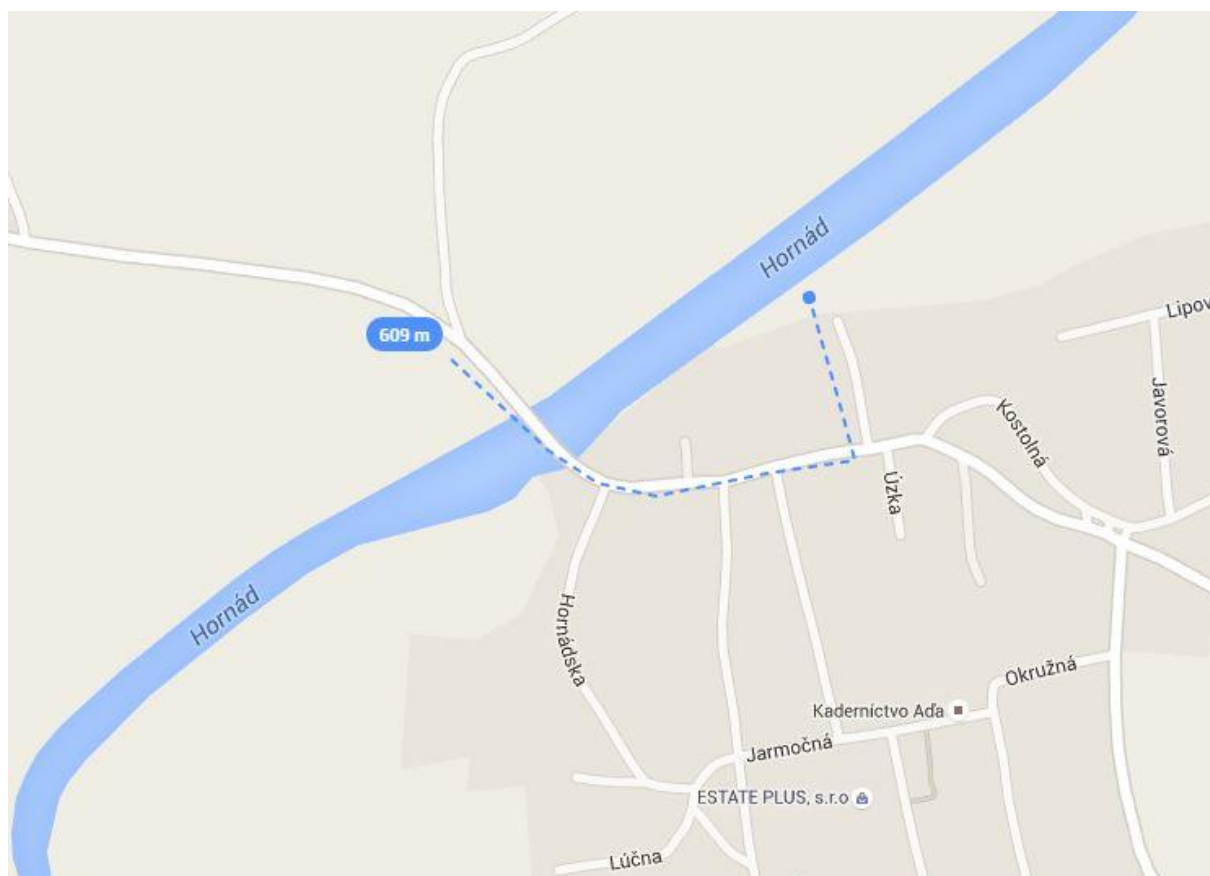 Hornád
Lipov
609 m
Javorová
Kostolná
Úzka
Hornád
Hornádska
Okružná
Kaderníctvo Aďa
Jarmočná
ESTATE PLUS, s.r.o
Lúčna